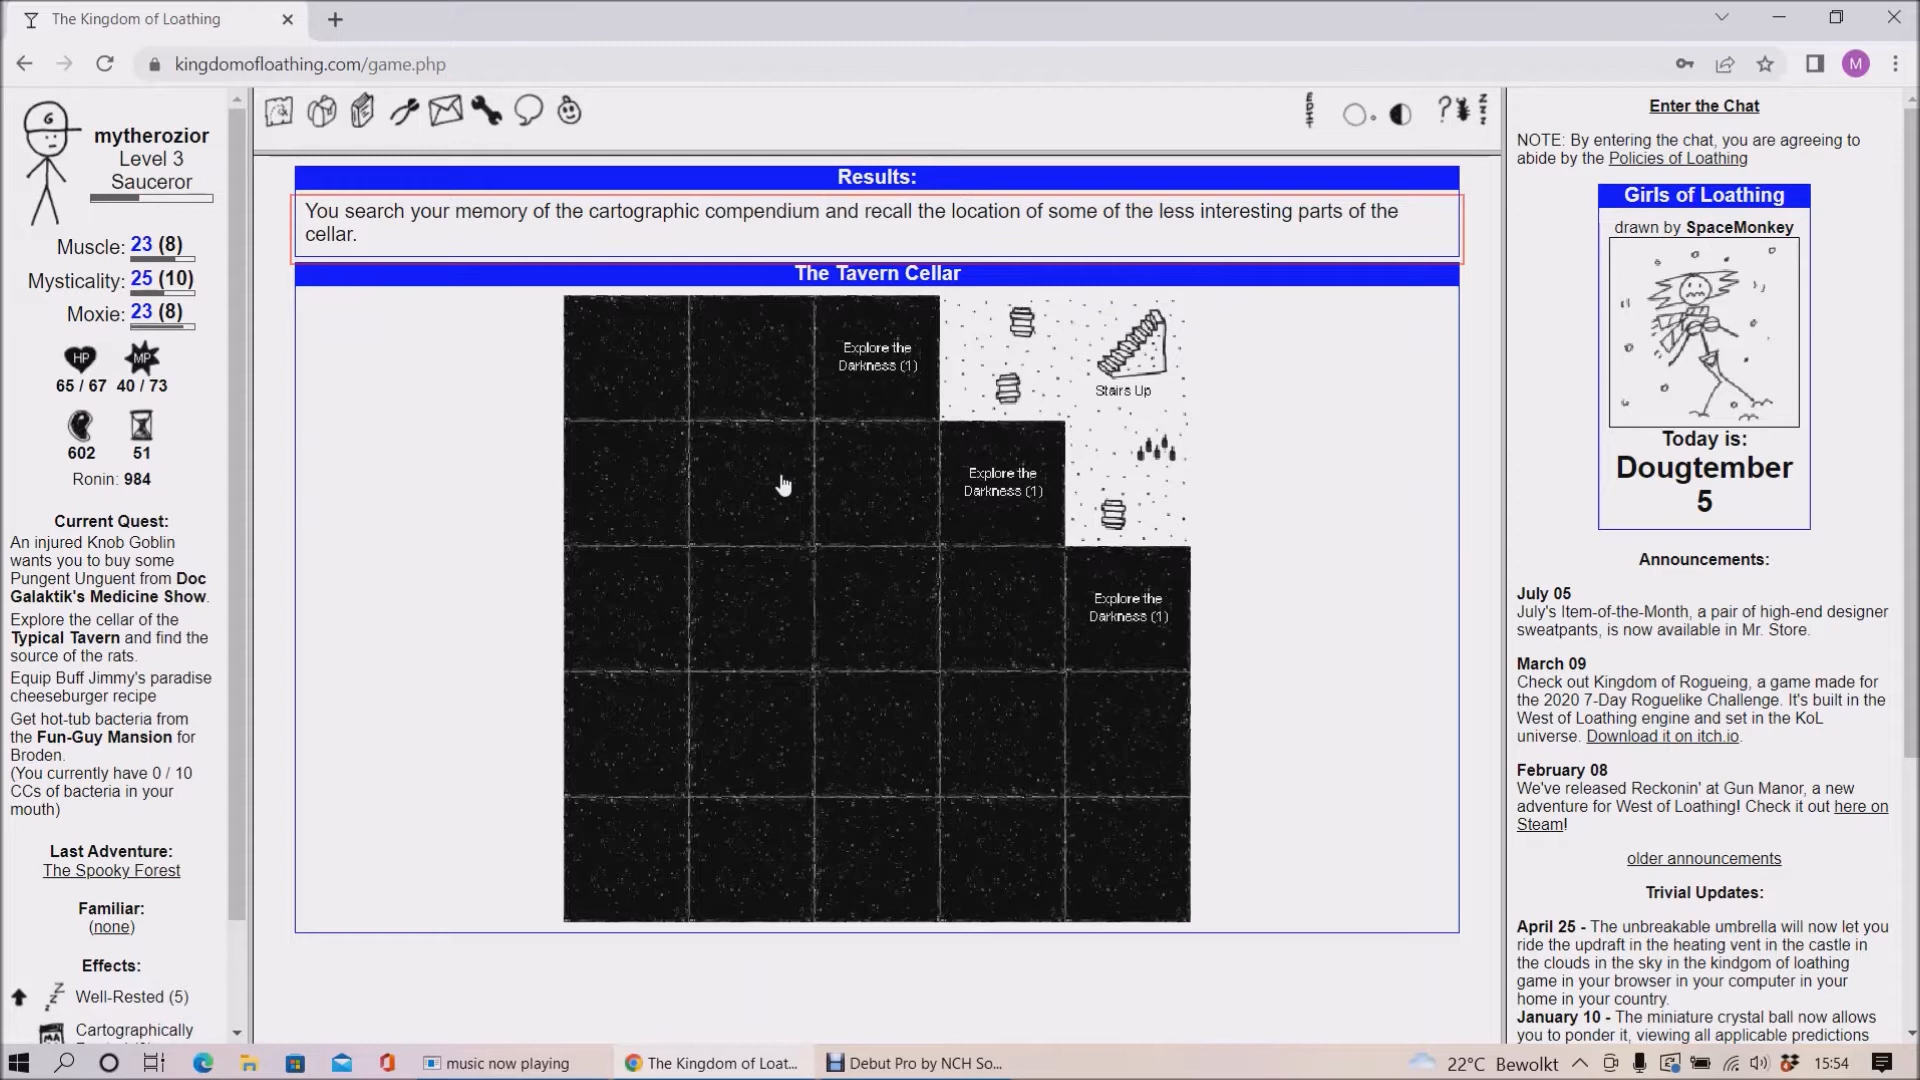 The Kingdom of Loathing
kingdomofloathing.com/game.php
M
mytherozior
Level 3
Sauceror
Muscle: 23 (8)
Mysticality: 25 (10)
Moxie: 23 (8)
HP MP
65 / 67 40 / 73
602 51
Ronin: 984
Current Quest:
An injured Knob Goblin
wants you to buy some
Pungent Unguent from Doc
Galaktik's Medicine Show.
Explore the cellar of the
Typical Tavern and find the
source of the rats.
Equip Buff Jimmy's paradise
cheeseburger recipe
Get hot-tub bacteria from
the Fun-Guy Mansion for
Broden.
(You currently have 0 / 10
CCs of bacteria in your
mouth)
Last Adventure:
The Spooky Forest
Familiar:
(none)
Effects:
Well-Rested (5)
Cartographically
Results:
You search your memory of the cartographic compendium and recall the location of some of the less interesting parts of the
cellar.
The Tavern Cellar
Explore the
Darkness (1)
Stairs Up
Explore the
Darkness (1)
Explore the
Darkness (1)
Enter the Chat
NOTE: By entering the chat, you are agreeing to
abide by the Policies of Loathing
Girls of Loathing
drawn by SpaceMonkey
Today is:
Dougtember
5
Announcements:
July 05
July's Item-of-the-Month, a pair of high-end designer
sweatpants, is now available in Mr. Store.
March 09
Check out Kingdom of Rogueing, a game made for
the 2020 7-Day Roguelike Challenge. It's built in the
West of Loathing engine and set in the KoL
universe. Download it on itch.io.
February 08
We've released Reckonin' at Gun Manor, a new
adventure for West of Loathing! Check it out here on
Steam!
older announcements
Trivial Updates:
April 25 - The unbreakable umbrella will now let you
ride the updraft in the heating vent in the castle in
the clouds in the sky in the kindgom of loathing
game in your browser in your computer in your
home in your country.
January 10 - The miniature crystal ball now allows
you to ponder it, viewing all applicable predictions
music now playing
The Kingdom of Loat...
Debut Pro by NCH So...
22°C Bewolkt
15:54